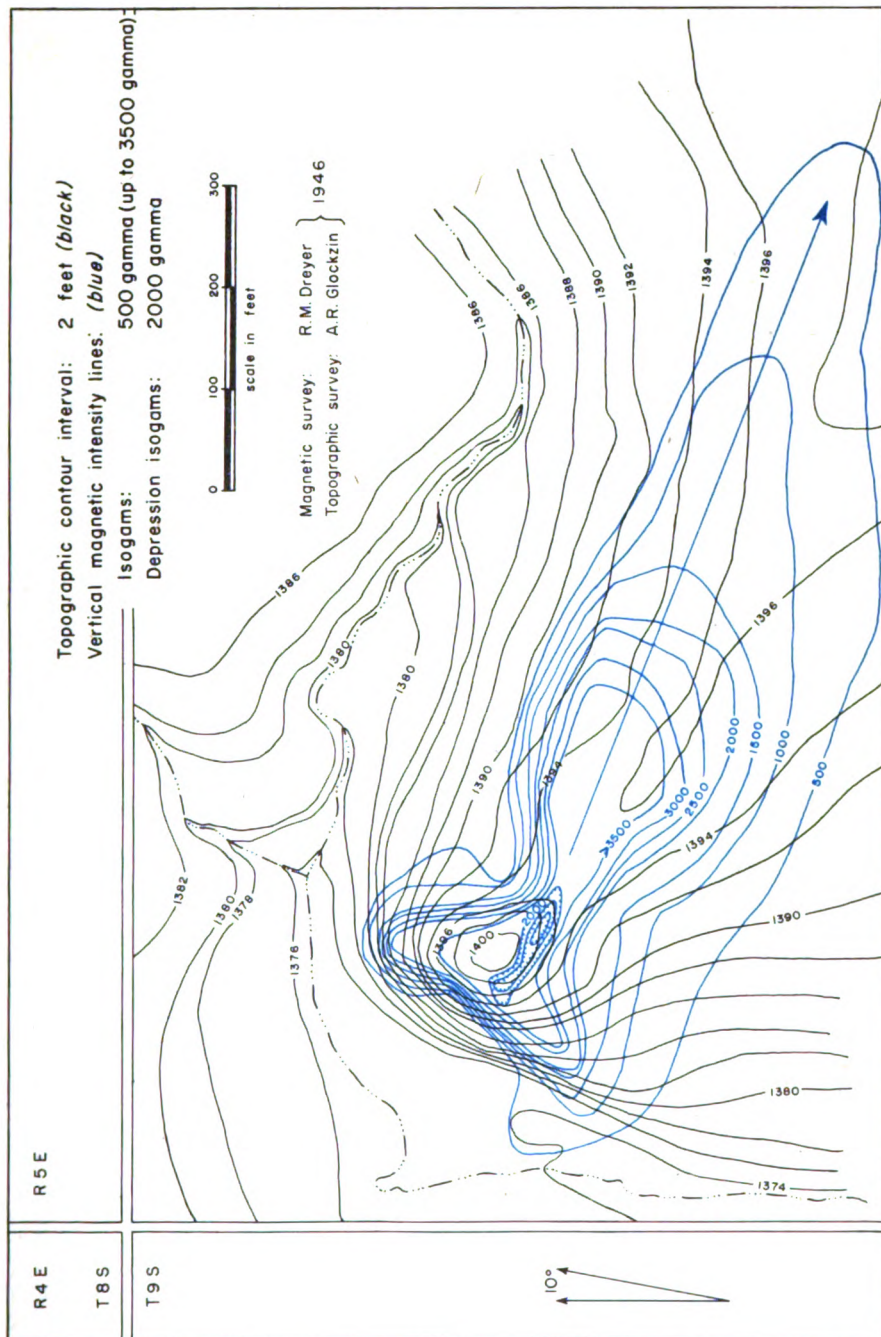 R4E
R5E
T8S
T9S
Topographic contour interval: 2 feet (black)
Vertical magnetic intensity lines: (blue)
Isogams: 500 gamma (up to 3500 gamma)
Depression isogams: 2000 gamma
0 100 200 300
scale in feet
Magnetic survey: R.M. Dreyer
Topographic survey: A.R. Glockzin
1946
10°
1382
1380
1378
1376
1386
1380
1380
1386
1386
1388
1390
1392
1394
1396
1390
1394
1396
1400
2000
>3500
3000
2500
2000
1500
1000
500
1396
1394
1390
1380
1374